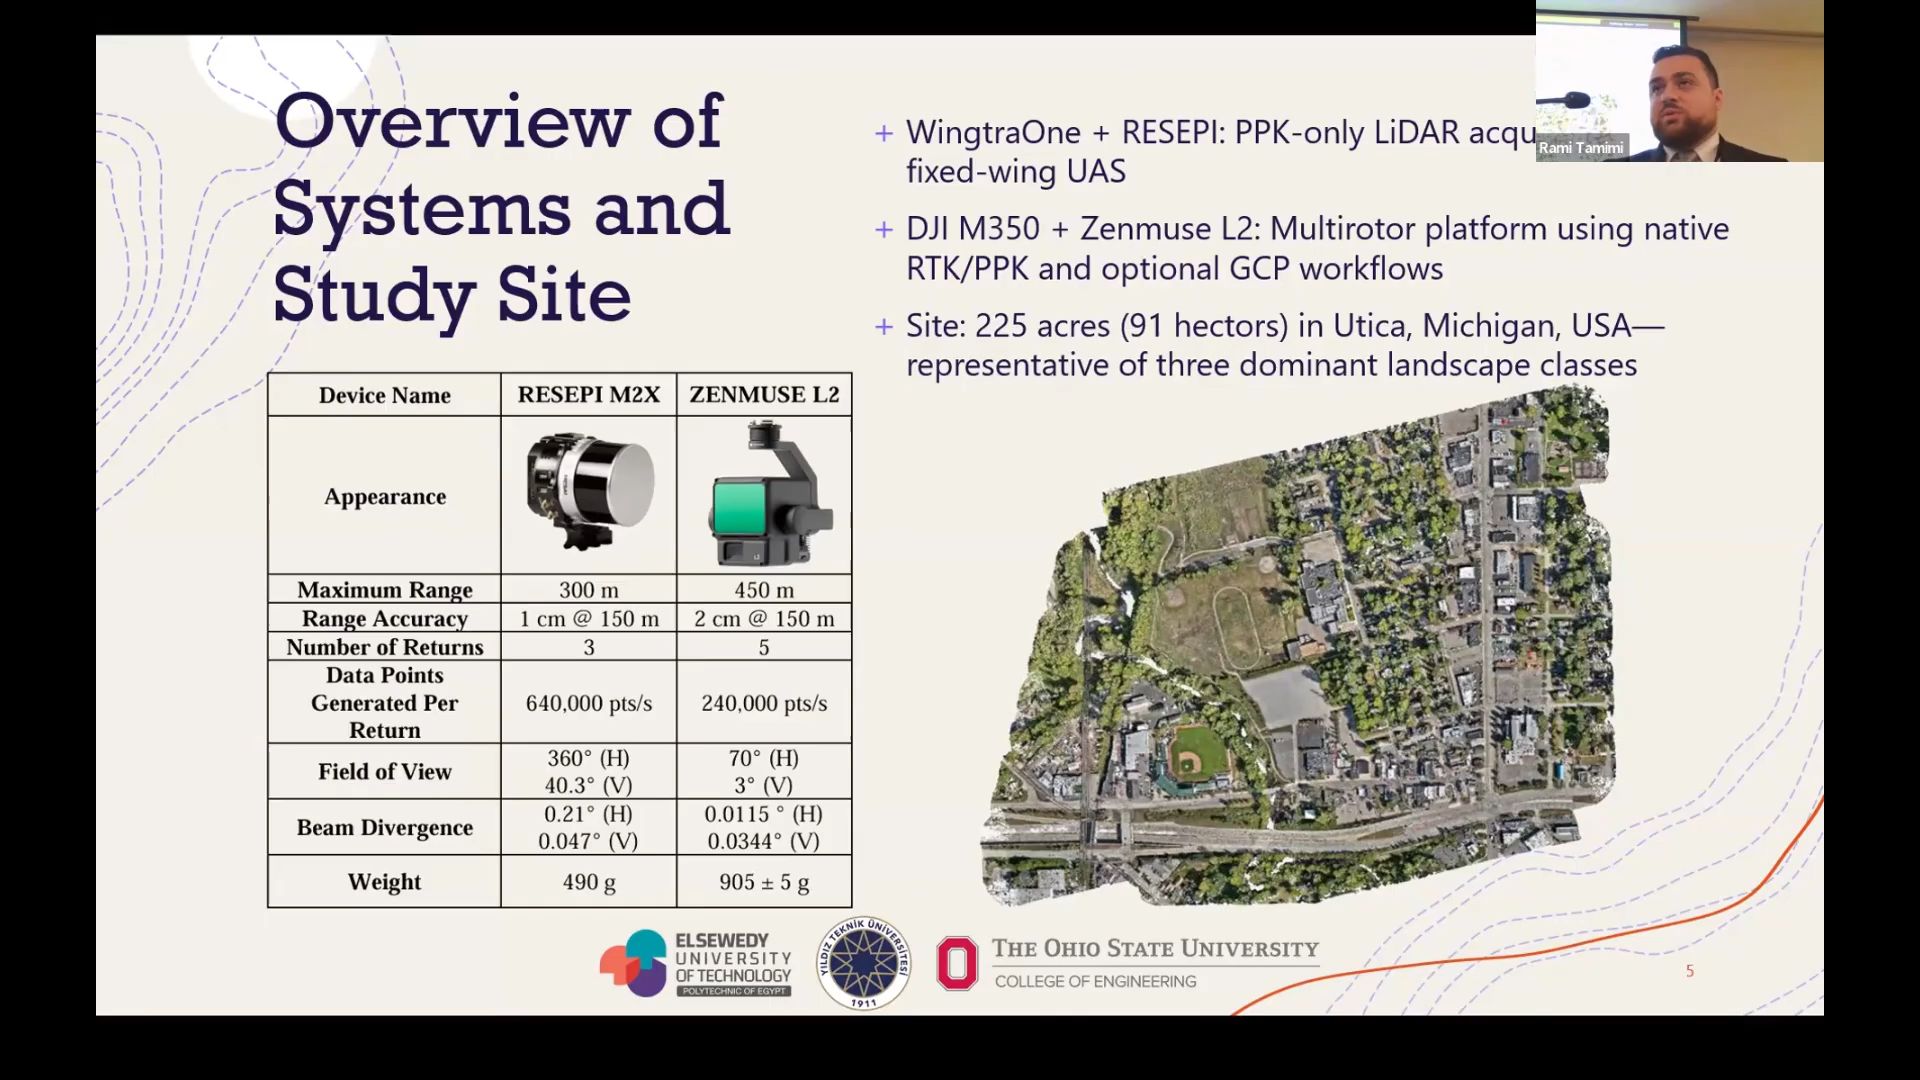 Overview of
Systems and
Study Site
+ WingtraOne + RESEPI: PPK-only LiDAR acqu
fixed-wing UAS
+ DJI M350 + Zenmuse L2: Multirotor platform using native
RTK/PPK and optional GCP workflows
+ Site: 225 acres (91 hectors) in Utica, Michigan, USA—
representative of three dominant landscape classes
Rami Tamimi
Device Name RESEPI M2X ZENMUSE L2
Appearance
L2
Maximum Range 300 m 450 m
Range Accuracy 1 cm @ 150 m 2 cm @ 150 m
Number of Returns 3 5
Data Points
Generated Per 640,000 pts/s 240,000 pts/s
Return
Field of View 360° (H) 70° (H)
40.3° (V) 3° (V)
Beam Divergence 0.21° (H) 0.0115 ° (H)
0.047° (V) 0.0344° (V)
Weight 490 g 905 ± 5 g
ELSEWEDY
UNIVERSITY
OF TECHNOLOGY
POLYTECHNIC OF EGYPT
YILDIZ TEKNİK ÜNİVERSİTESİ
1911
THE OHIO STATE UNIVERSITY
COLLEGE OF ENGINEERING
5